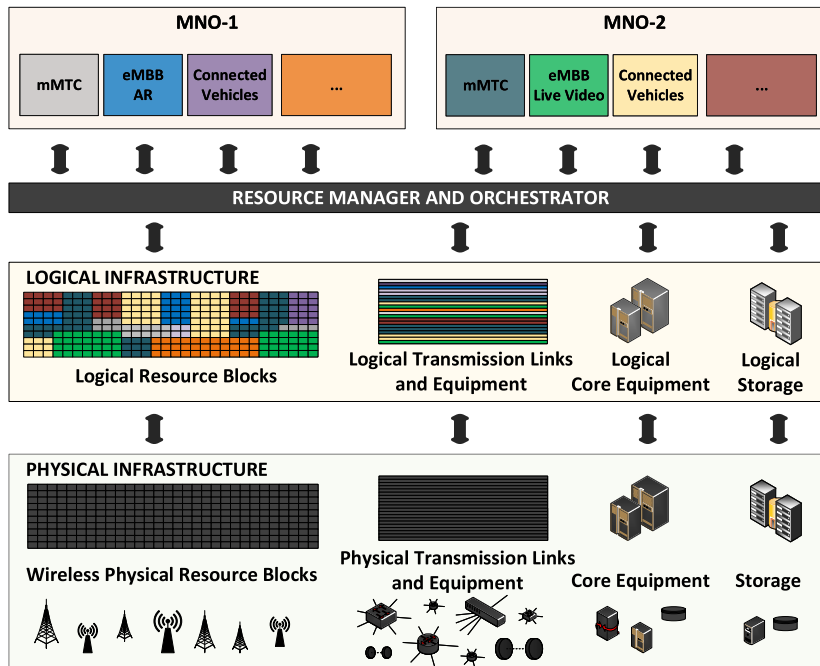 MNO-1
mMTC
eMBB
AR
Connected
Vehicles
...
MNO-2
mMTC
eMBB
Live Video
Connected
Vehicles
...
RESOURCE MANAGER AND ORCHESTRATOR
LOGICAL INFRASTRUCTURE
Logical Resource Blocks
Logical Transmission Links
and Equipment
Logical
Core Equipment
Logical
Storage
PHYSICAL INFRASTRUCTURE
Wireless Physical Resource Blocks
Physical Transmission Links
and Equipment
Core Equipment
Storage